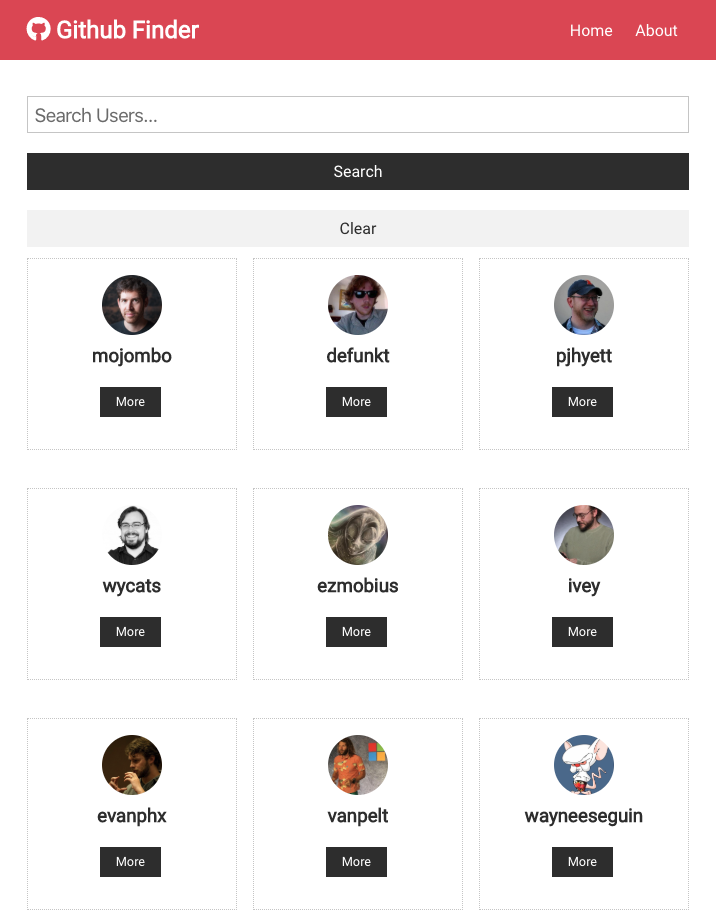 Github Finder
Home About
Search Users...
Search
Clear
mojombo defunkt pjhyett
More More More
wycats ezmobius ivey
More More More
evanphx vanpelt wayneeseguin
More More More